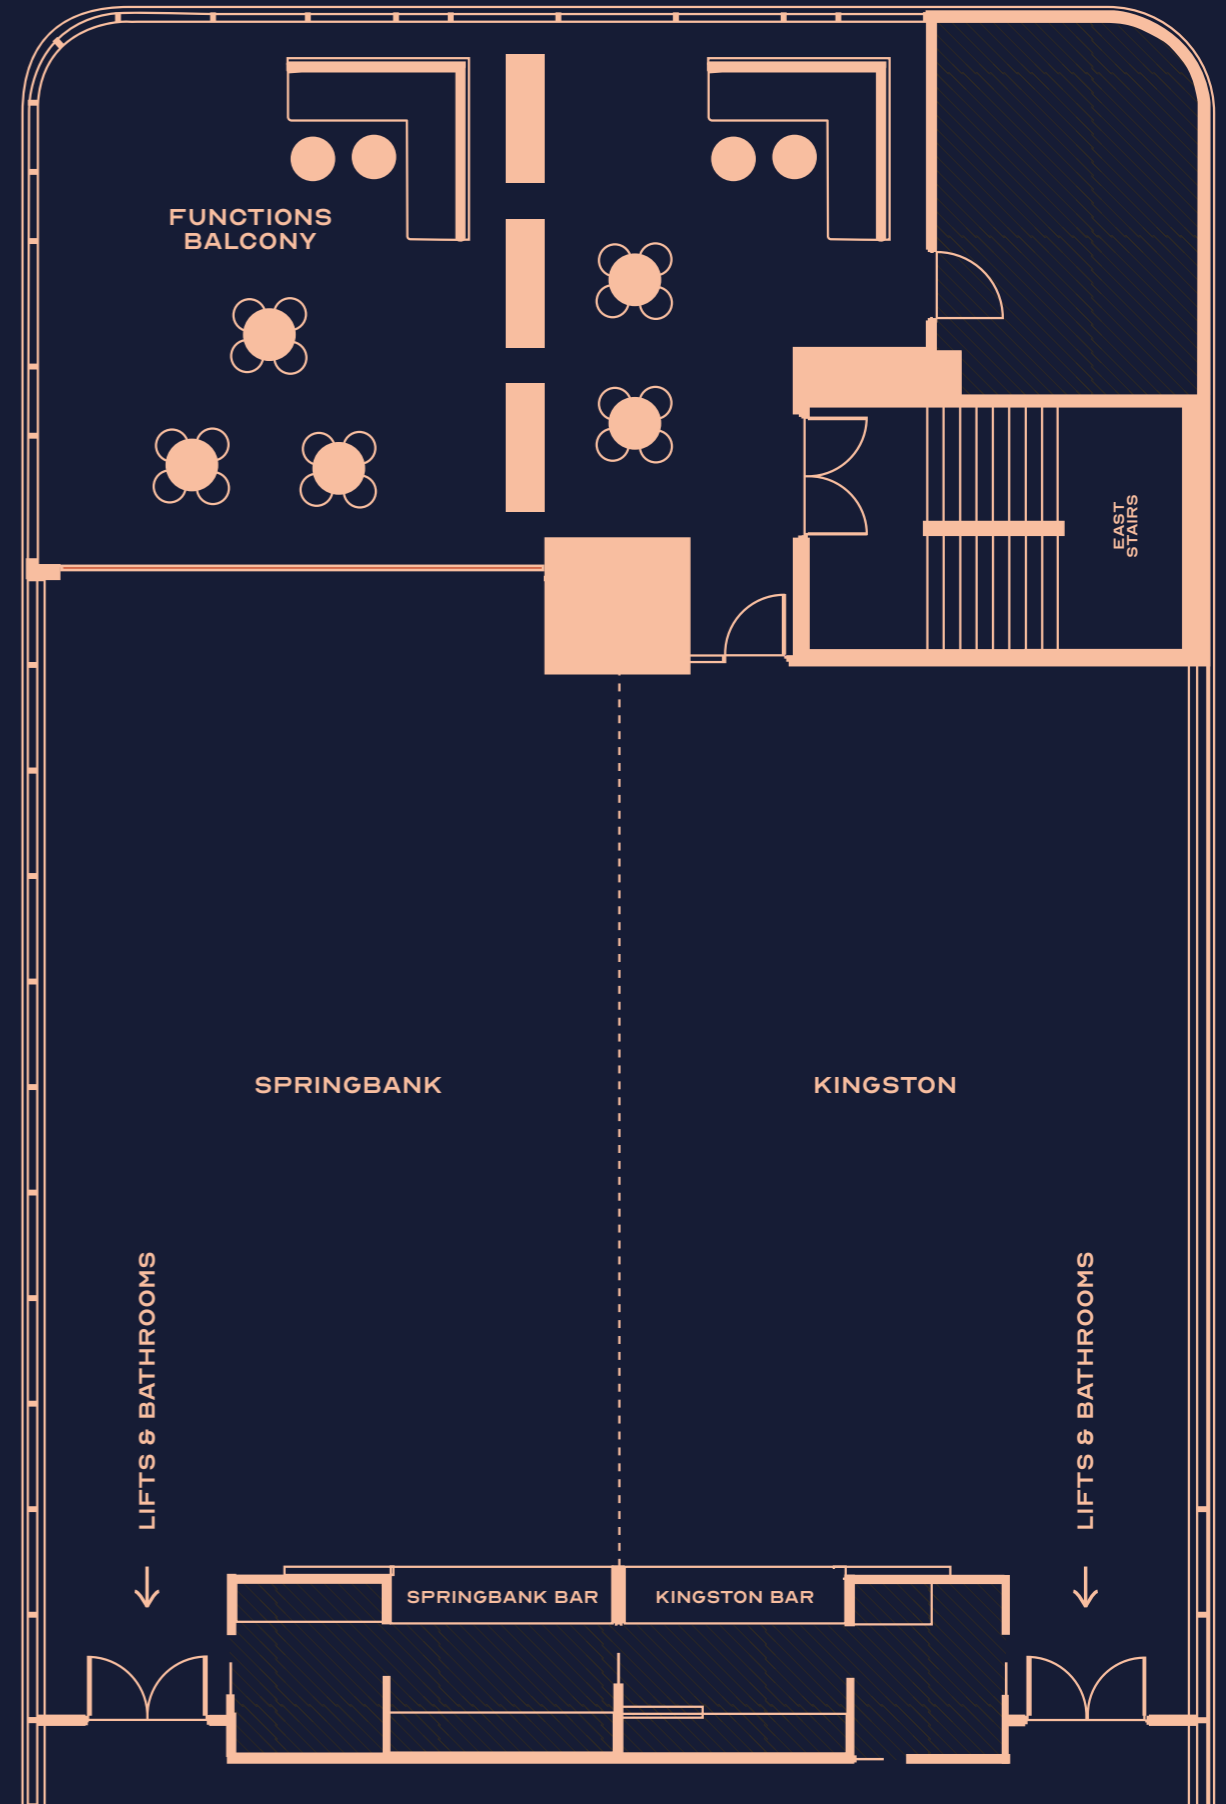 FUNCTIONS
BALCONY
EAST
STAIRS
SPRINGBANK
KINGSTON
LIFTS & BATHROOMS
LIFTS & BATHROOMS
SPRINGBANK BAR
KINGSTON BAR